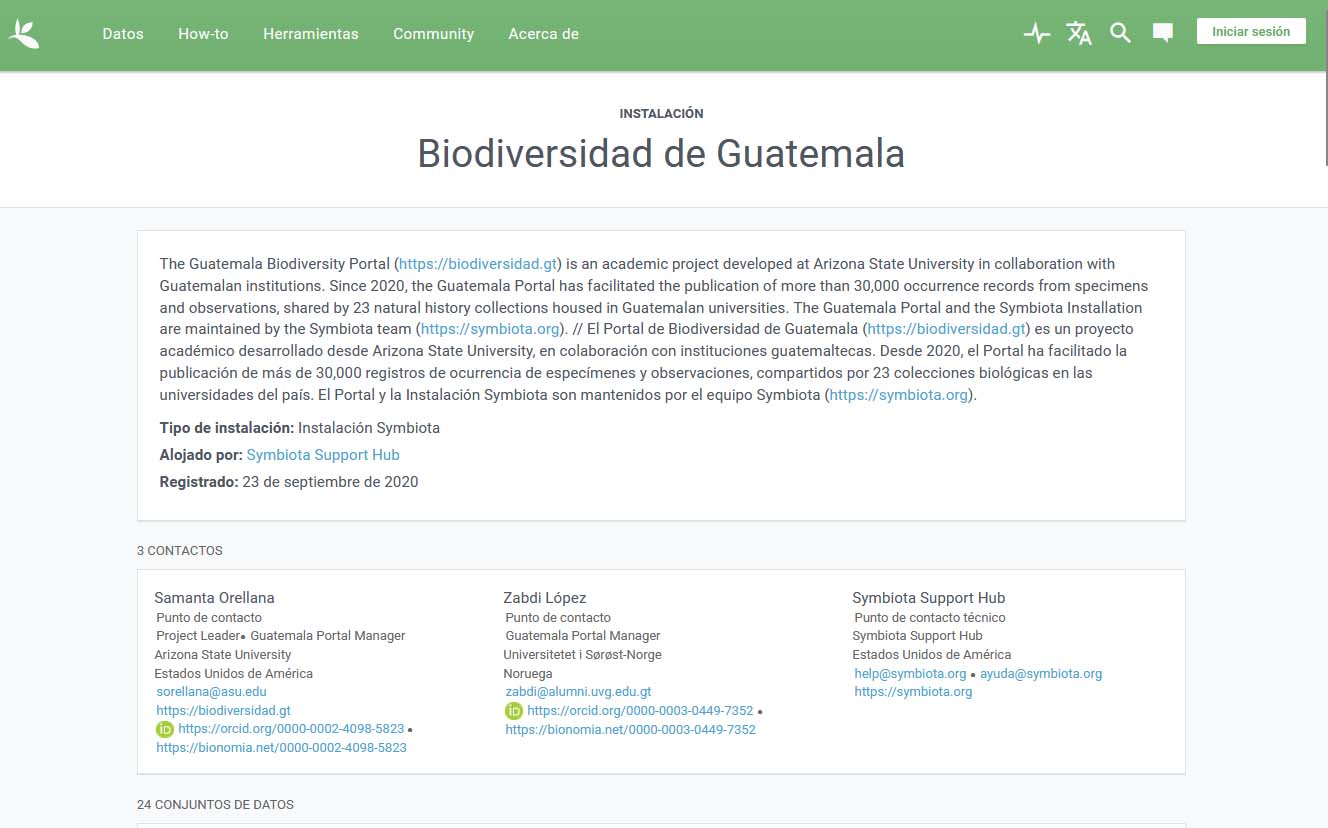 Datos How-to Herramientas Community Acerca de Iniciar sesión
INSTALACIÓN
Biodiversidad de Guatemala
The Guatemala Biodiversity Portal (https://biodiversidad.gt) is an academic project developed at Arizona State University in collaboration with
Guatemalan institutions. Since 2020, the Guatemala Portal has facilitated the publication of more than 30,000 occurrence records from specimens
and observations, shared by 23 natural history collections housed in Guatemalan universities. The Guatemala Portal and the Symbiota Installation
are maintained by the Symbiota team (https://symbiota.org). // El Portal de Biodiversidad de Guatemala (https://biodiversidad.gt) es un proyecto
académico desarrollado desde Arizona State University, en colaboración con instituciones guatemaltecas. Desde 2020, el Portal ha facilitado la
publicación de más de 30,000 registros de ocurrencia de especímenes y observaciones, compartidos por 23 colecciones biológicas en las
universidades del país. El Portal y la Instalación Symbiota son mantenidos por el equipo Symbiota (https://symbiota.org).
Tipo de instalación: Instalación Symbiota
Alojado por: Symbiota Support Hub
Registrado: 23 de septiembre de 2020
3 CONTACTOS
Samanta Orellana
Punto de contacto
Project Leader• Guatemala Portal Manager
Arizona State University
Estados Unidos de América
sorellana@asu.edu
https://biodiversidad.gt
iD https://orcid.org/0000-0002-4098-5823 •
https://bionomia.net/0000-0002-4098-5823
Zabdi López
Punto de contacto
Guatemala Portal Manager
Universitetet i Sørøst-Norge
Noruega
zabdi@alumni.uvg.edu.gt
iD https://orcid.org/0000-0003-0449-7352 •
https://bionomia.net/0000-0003-0449-7352
Symbiota Support Hub
Punto de contacto técnico
Symbiota Support Hub
Estados Unidos de América
help@symbiota.org • ayuda@symbiota.org
https://symbiota.org
24 CONJUNTOS DE DATOS